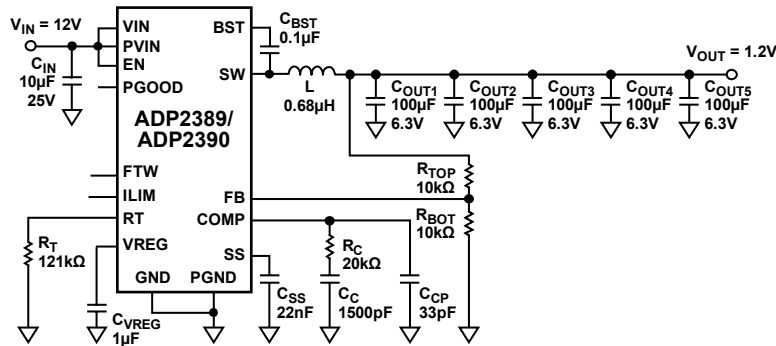 V_IN = 12V
C_IN
10µF
25V
VIN
PVIN
EN
PGOOD
ADP2389/
ADP2390
FTW
ILIM
RT
VREG
GND
PGND
BST
SW
FB
COMP
SS
C_BST
0.1µF
L
0.68µH
V_OUT = 1.2V
C_OUT1
100µF
6.3V
C_OUT2
100µF
6.3V
C_OUT3
100µF
6.3V
C_OUT4
100µF
6.3V
C_OUT5
100µF
6.3V
R_TOP
10kΩ
R_BOT
10kΩ
R_T
121kΩ
C_VREG
1µF
C_SS
22nF
R_C
20kΩ
C_C
1500pF
C_CP
33pF